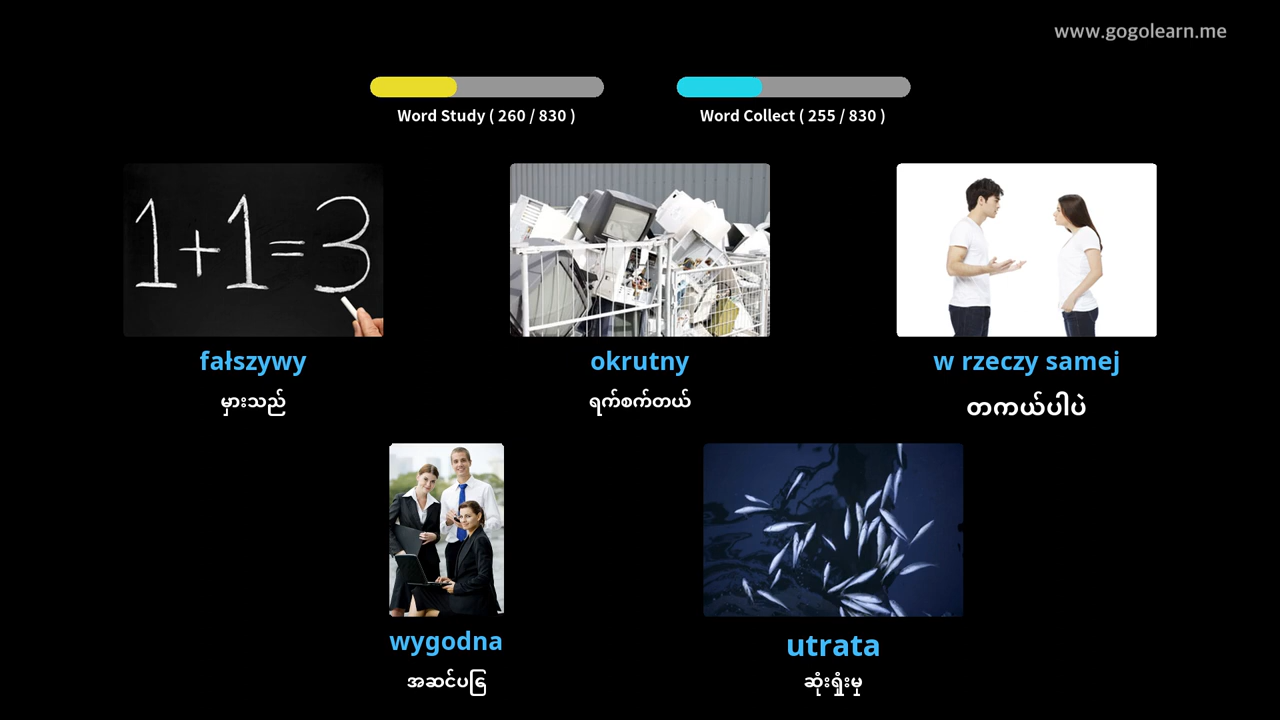 www.gogolearn.me
Word Study ( 260 / 830 )
Word Collect ( 255 / 830 )
1+1=3
fałszywy
okrutny
w rzeczy samej
မှားသည်
ရက်စက်တယ်
တကယ်ပါပဲ
wygodna
utrata
အဆင်ပြေ
ဆုံးရှုံးမှု